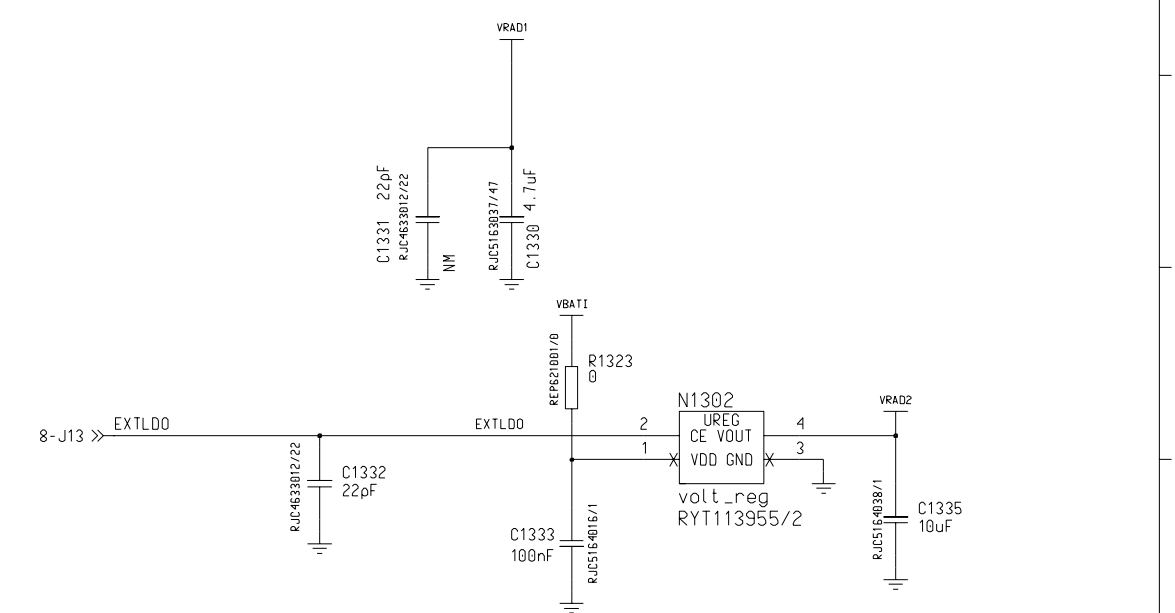 VRAD1
C1331 22pF
RJC4633012/22
NM
RJC5163037/47
C1330 4.7uF
VBATI
REP621001/0
R1323
0
N1302
VRAD2
8-J13
EXTLDO
EXTLDO
2
UREG
CE VOUT
4
1
VDD GND
3
RJC4633012/22
C1332
22pF
volt_reg
RYT113955/2
C1333
100nF
RJC5164016/1
RJC5164038/1
C1335
10uF